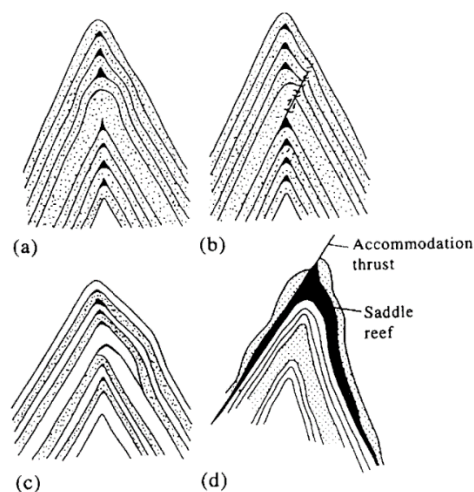 (a)
(b)
Accommodation
thrust
Saddle
reef
(c)
(d)